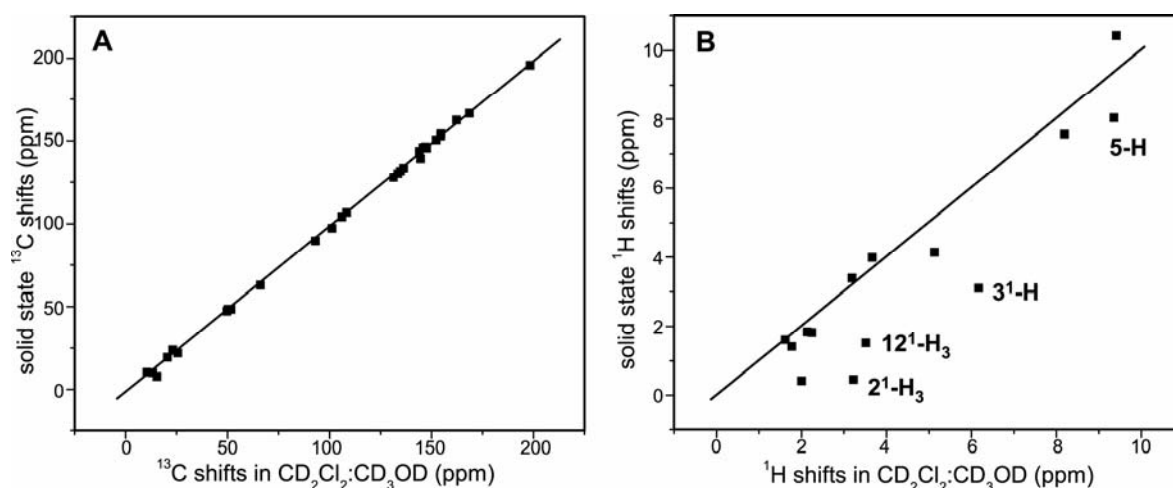 A
solid state ¹³C shifts (ppm)
200
150
100
50
0
0 50 100 150 200
¹³C shifts in CD₂Cl₂:CD₃OD (ppm)
B
solid state ¹H shifts (ppm)
10
8
6
4
2
0
5-H
3¹-H
12¹-H₃
2¹-H₃
0 2 4 6 8 10
¹H shifts in CD₂Cl₂:CD₃OD (ppm)